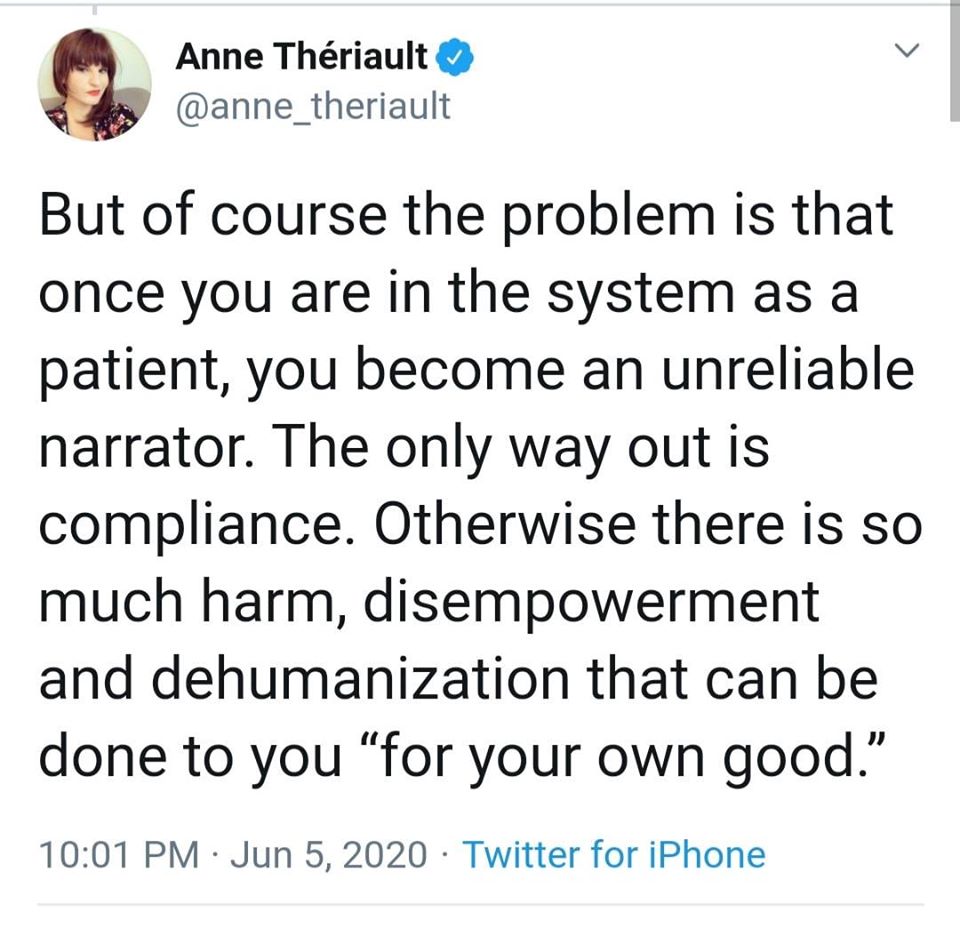 Anne Thériault
@anne_theriault
But of course the problem is that
once you are in the system as a
patient, you become an unreliable
narrator. The only way out is
compliance. Otherwise there is so
much harm, disempowerment
and dehumanization that can be
done to you “for your own good.”
10:01 PM · Jun 5, 2020 · Twitter for iPhone